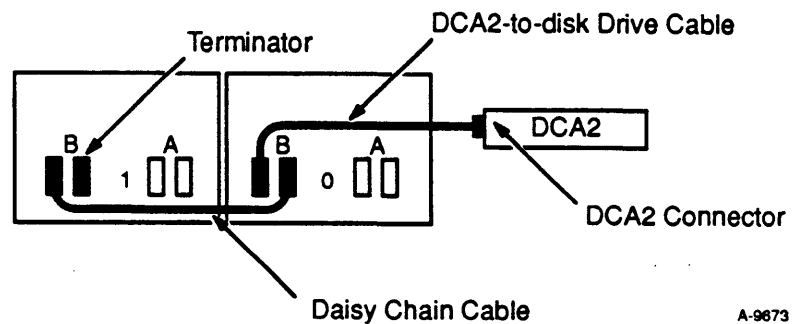 DCA2-to-disk Drive Cable
Terminator
DCA2
B A B A
1 0
DCA2 Connector
Daisy Chain Cable
A-9673